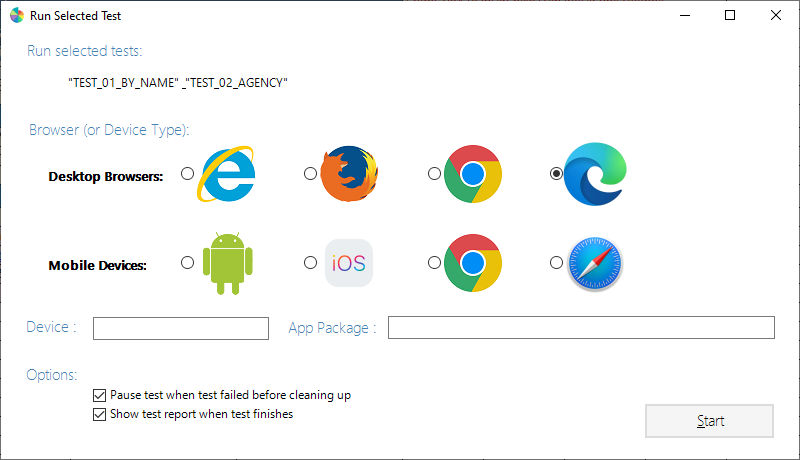 Run Selected Test
Run selected tests:
"TEST_01_BY_NAME" _"TEST_02_AGENCY"
Browser (or Device Type):
Desktop Browsers:
Mobile Devices:
iOS
Device :
App Package :
Options:
Pause test when test failed before cleaning up
Show test report when test finishes
Start